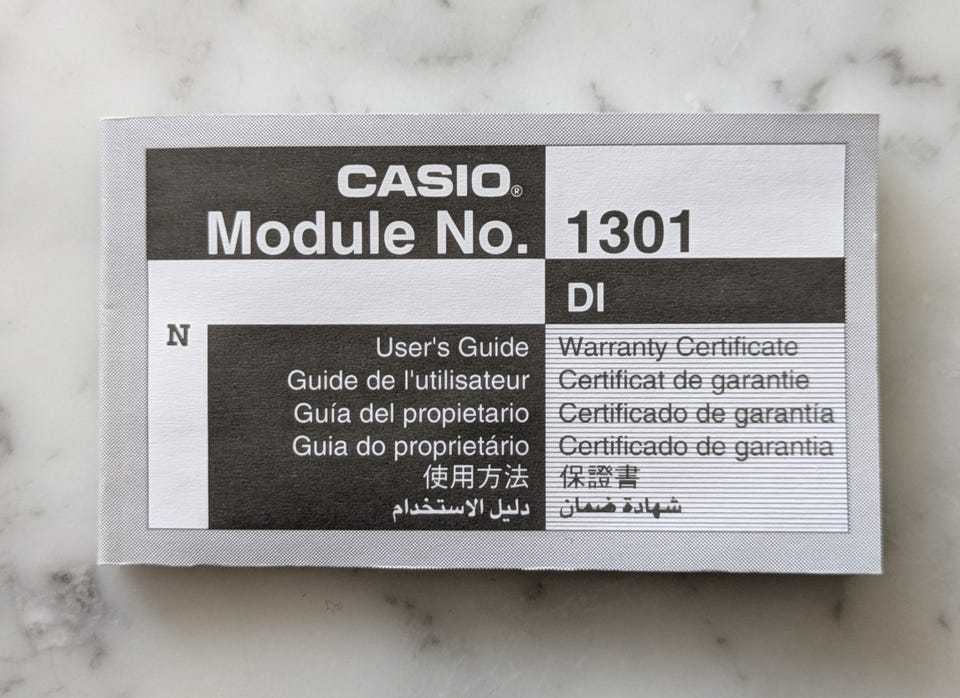 CASIO®
Module No. 1301
DI
N
User's Guide Warranty Certificate
Guide de l'utilisateur Certificat de garantie
Guía del propietario Certificado de garantía
Guia do proprietário Certificado de garantia
使用方法 保證書
دليل الاستخدام شهادة ضمان